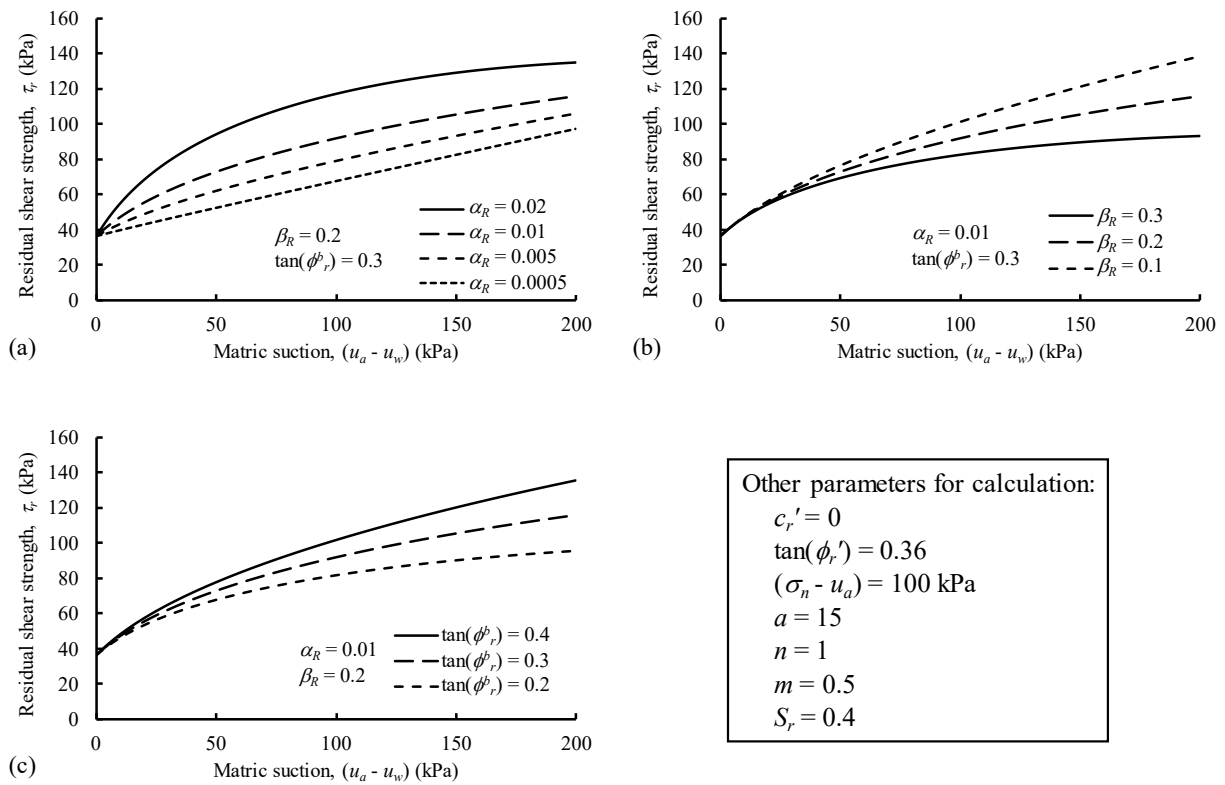 160
140
120
100
80
60
40
20
0
Residual shear strength, τr (kPa)
αR = 0.02
αR = 0.01
αR = 0.005
αR = 0.0005
βR = 0.2
tan(ϕbr) = 0.3
0 50 100 150 200
Matric suction, (ua - uw) (kPa)
(a)
160
140
120
100
80
60
40
20
0
Residual shear strength, τr (kPa)
βR = 0.3
βR = 0.2
βR = 0.1
αR = 0.01
tan(ϕbr) = 0.3
0 50 100 150 200
Matric suction, (ua - uw) (kPa)
(b)
160
140
120
100
80
60
40
20
0
Residual shear strength, τr (kPa)
tan(ϕbr) = 0.4
tan(ϕbr) = 0.3
tan(ϕbr) = 0.2
αR = 0.01
βR = 0.2
0 50 100 150 200
Matric suction, (ua - uw) (kPa)
(c)
Other parameters for calculation:
cr' = 0
tan(ϕr') = 0.36
(σn - ua) = 100 kPa
a = 15
n = 1
m = 0.5
Sr = 0.4